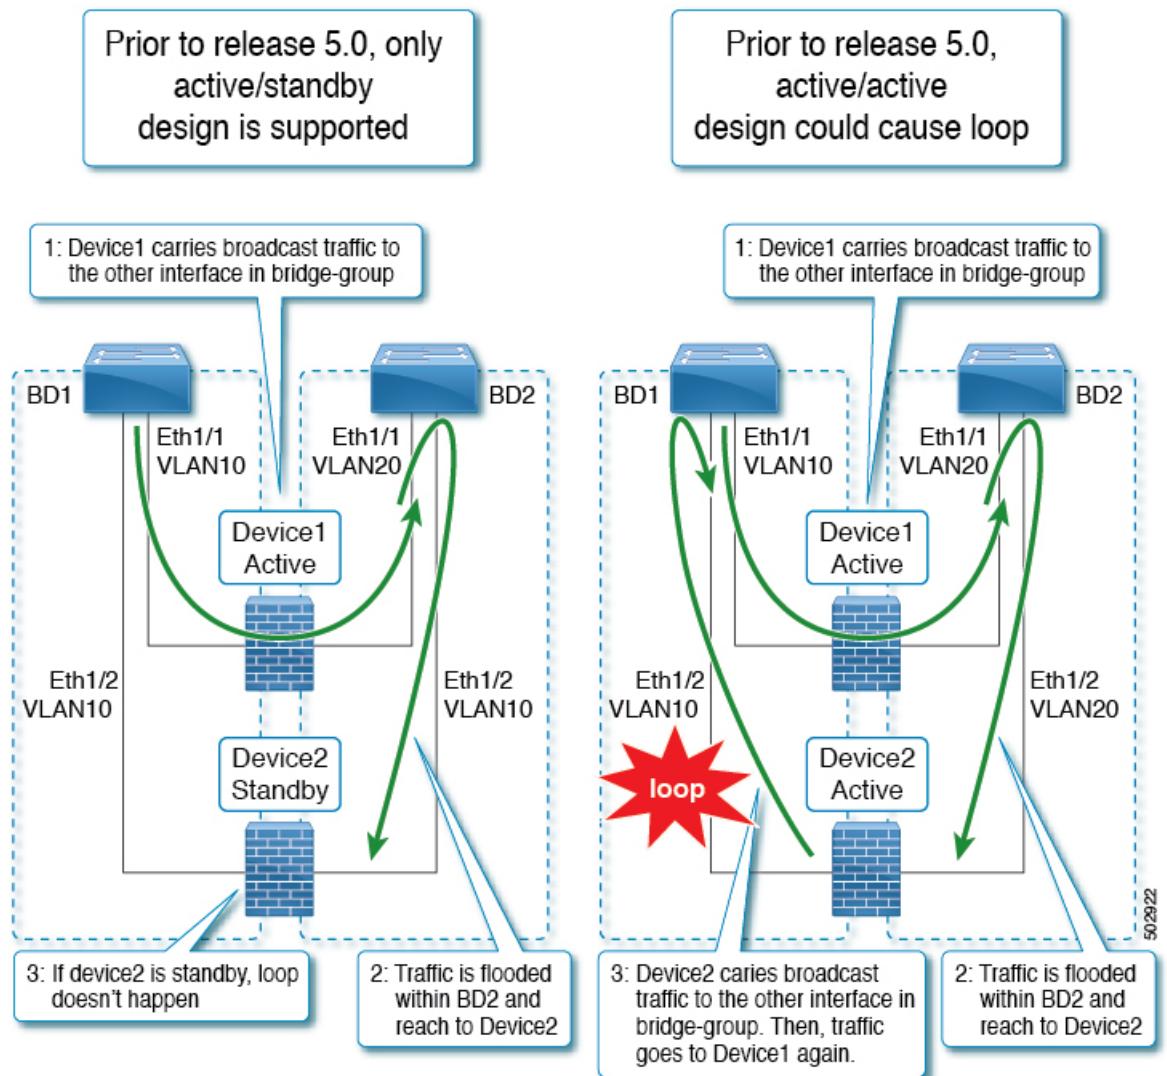 Prior to release 5.0, only
active/standby
design is supported
Prior to release 5.0,
active/active
design could cause loop
1: Device1 carries broadcast traffic to
the other interface in bridge-group
1: Device1 carries broadcast traffic to
the other interface in bridge-group
BD1
BD2
Eth1/1
VLAN10
Eth1/1
VLAN20
Device1
Active
Eth1/2
VLAN10
Eth1/2
VLAN10
Device2
Standby
3: If device2 is standby, loop
doesn't happen
2: Traffic is flooded
within BD2 and
reach to Device2
BD1
BD2
Eth1/1
VLAN10
Eth1/1
VLAN20
Device1
Active
Eth1/2
VLAN10
Eth1/2
VLAN20
loop
Device2
Active
3: Device2 caries broadcast
traffic to the other interface in
bridge-group. Then, traffic
goes to Device1 again.
2: Traffic is flooded
within BD2 and
reach to Device2
502922